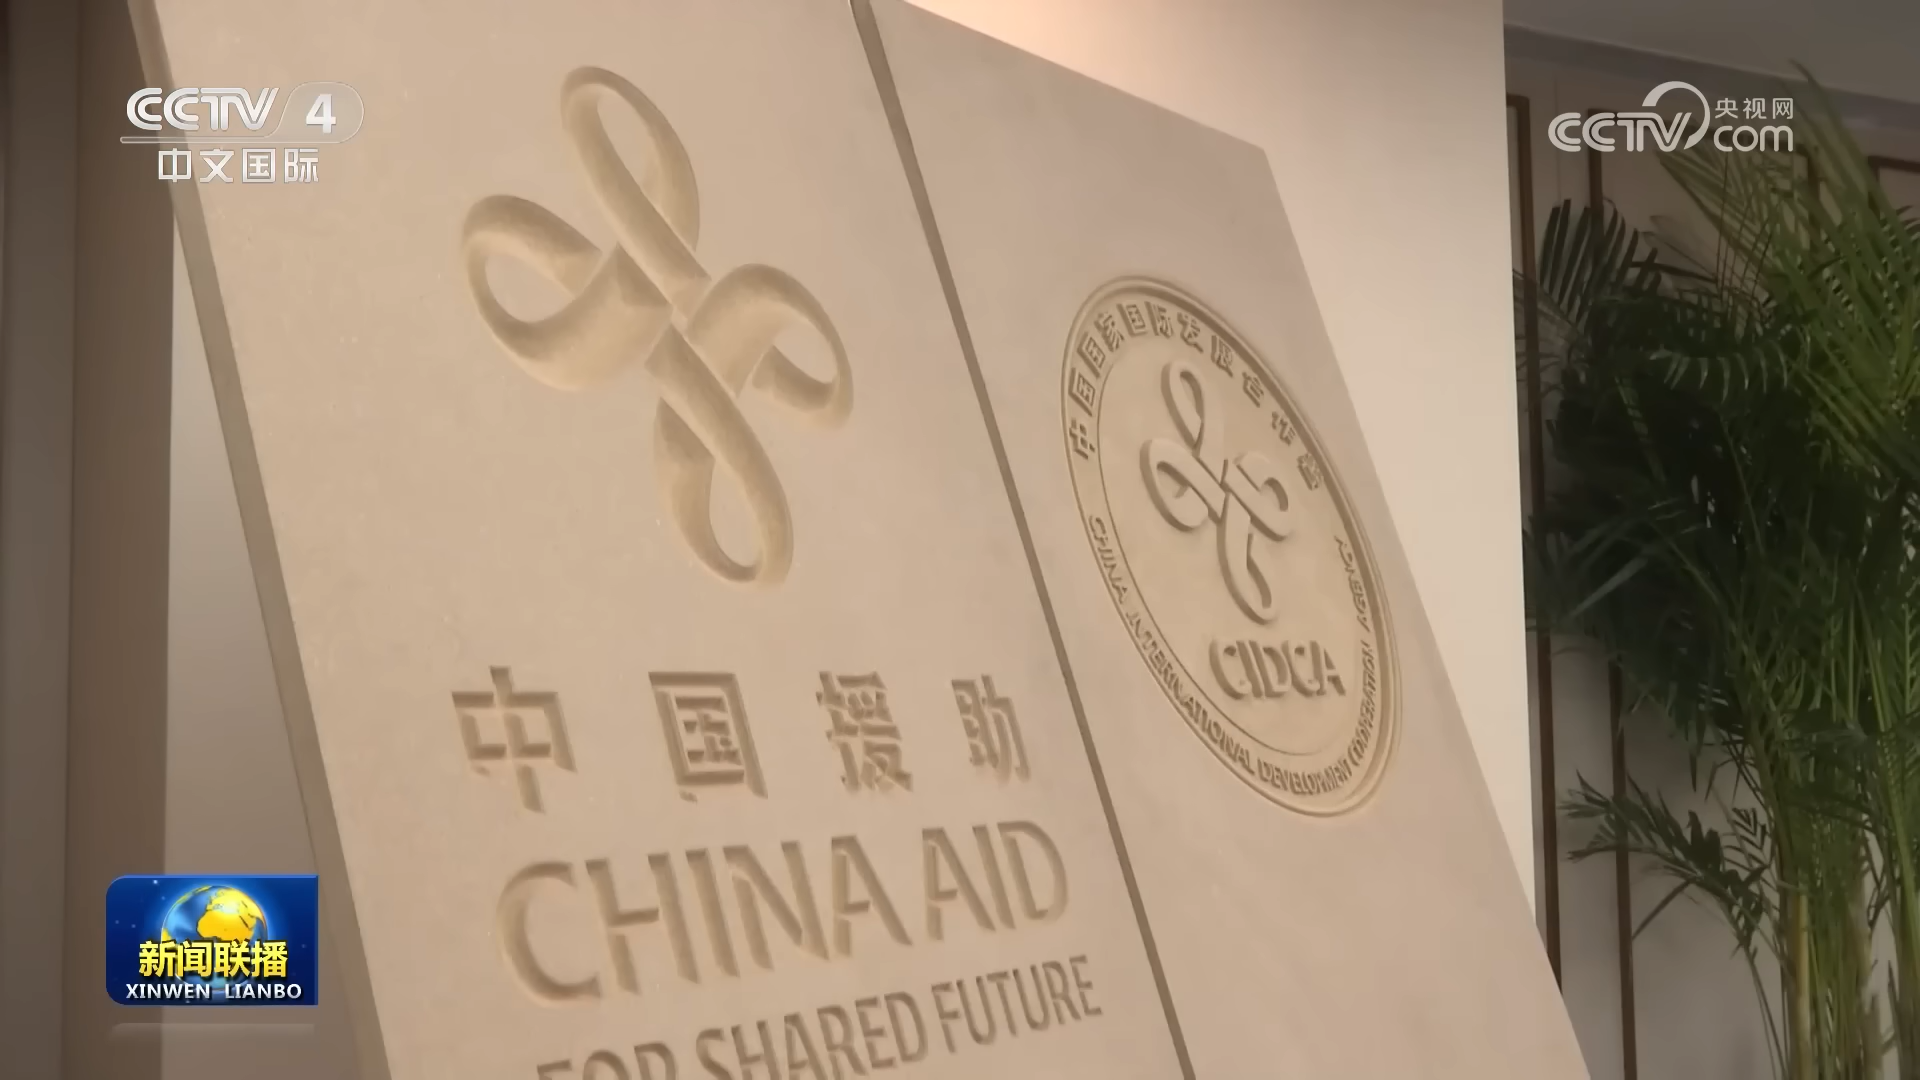 CCTV 4
中文国际
央视网
CCTV.com
中国援助
CHINA AID
FOR SHARED FUTURE
中国国家国际发展合作署
CIDCA
CHINA INTERNATIONAL DEVELOPMENT COOPERATION AGENCY
新闻联播
XINWEN LIANBO